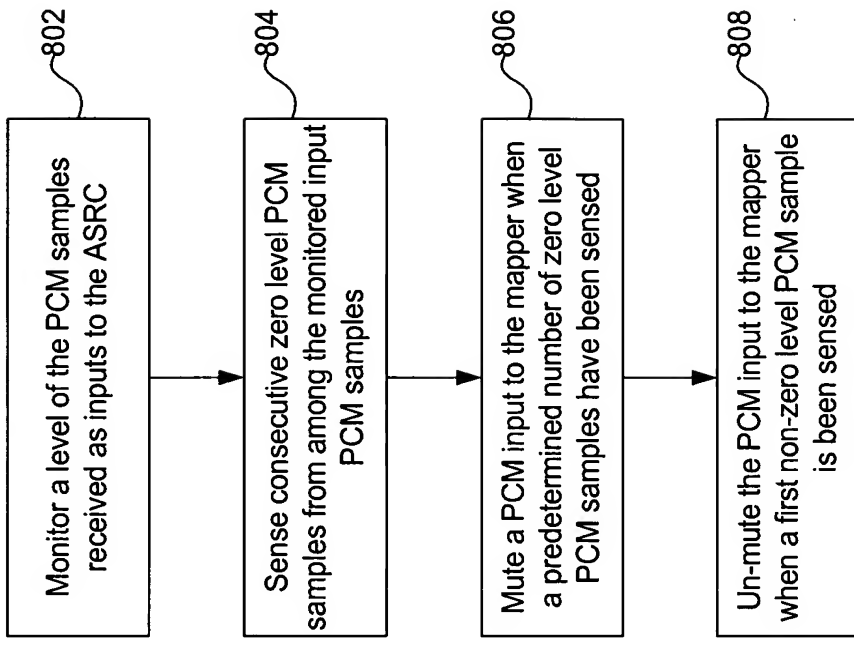 802
Monitor a level of the PCM samples
received as inputs to the ASRC
804
Sense consecutive zero level PCM
samples from among the monitored input
PCM samples
806
Mute a PCM input to the mapper when
a predetermined number of zero level
PCM samples have been sensed
808
Un-mute the PCM input to the mapper
when a first non-zero level PCM sample
is been sensed